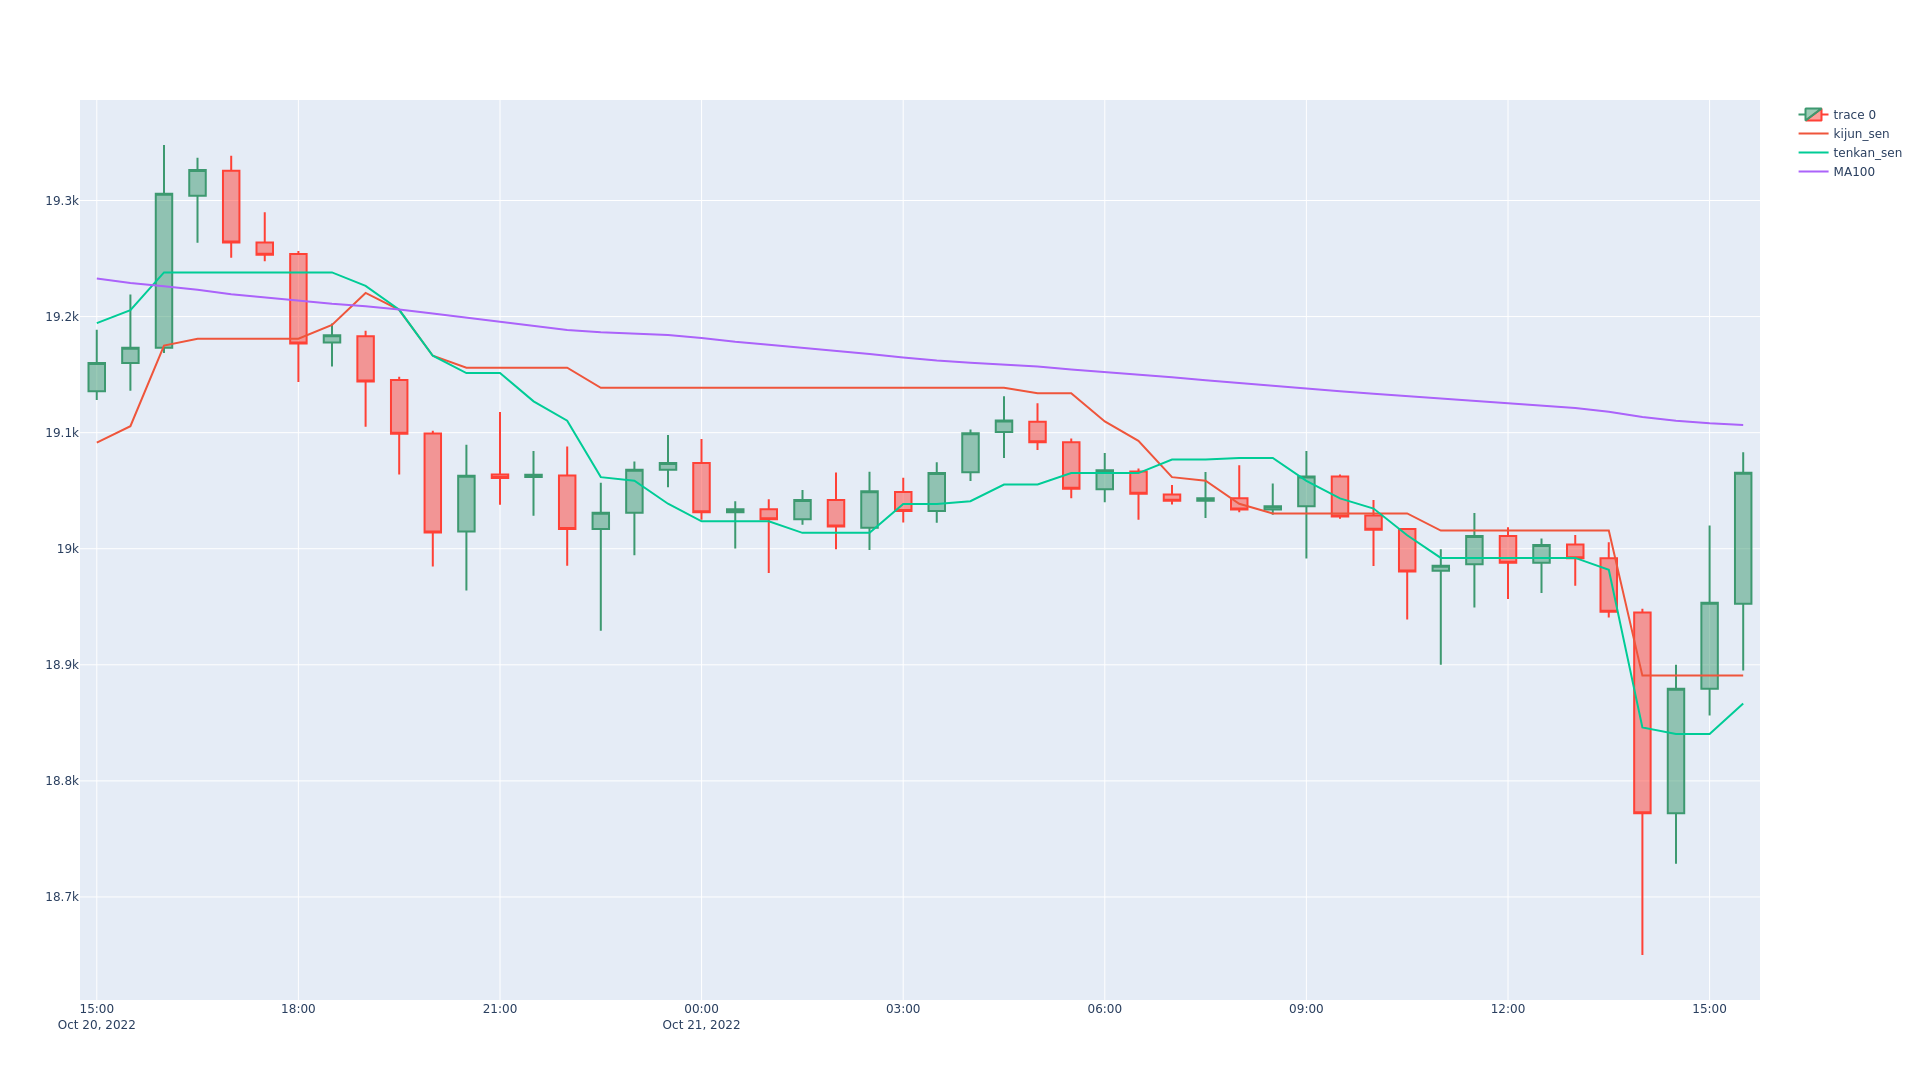 trace 0
kijun_sen
tenkan_sen
MA100
19.3k
19.2k
19.1k
19k
18.9k
18.8k
18.7k
15:00 18:00 21:00 00:00 03:00 06:00 09:00 12:00 15:00
Oct 20, 2022 Oct 21, 2022